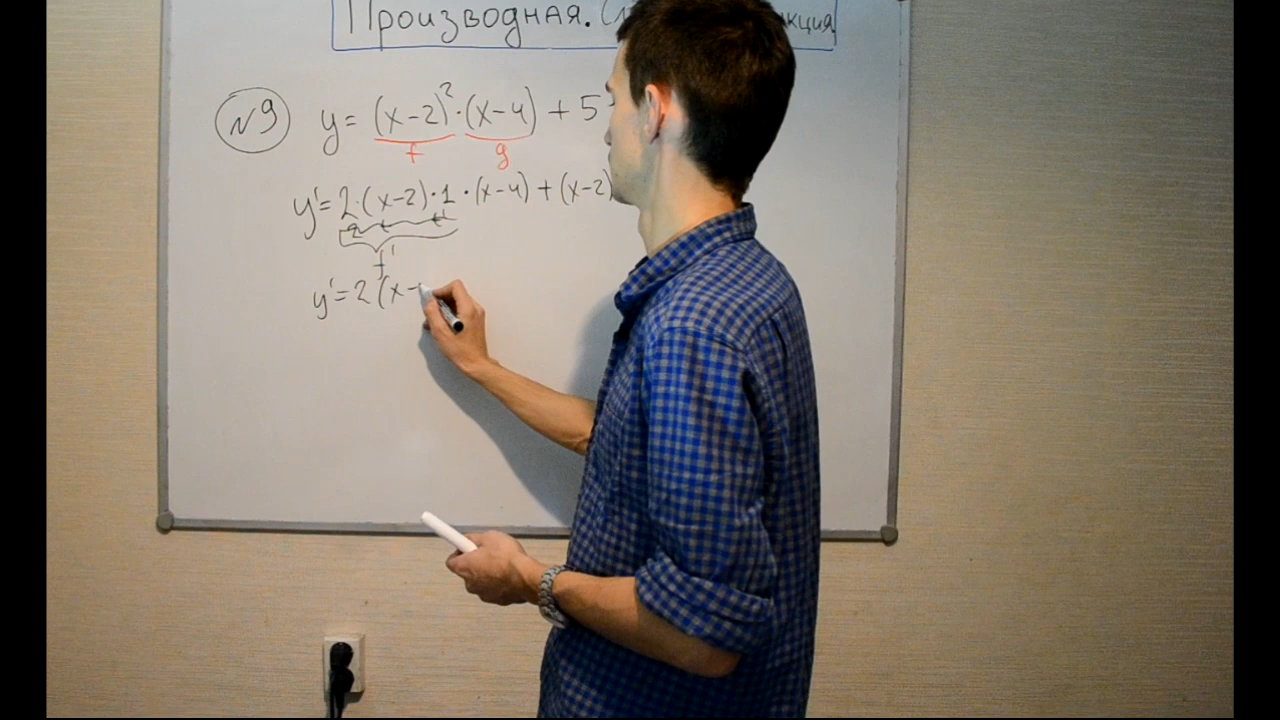 Производная.
№9 y = (x-2)²·(x-4) + 5
f g
y' = 2·(x-2)·1·(x-4) + (x-2)
f'
y' = 2(x-